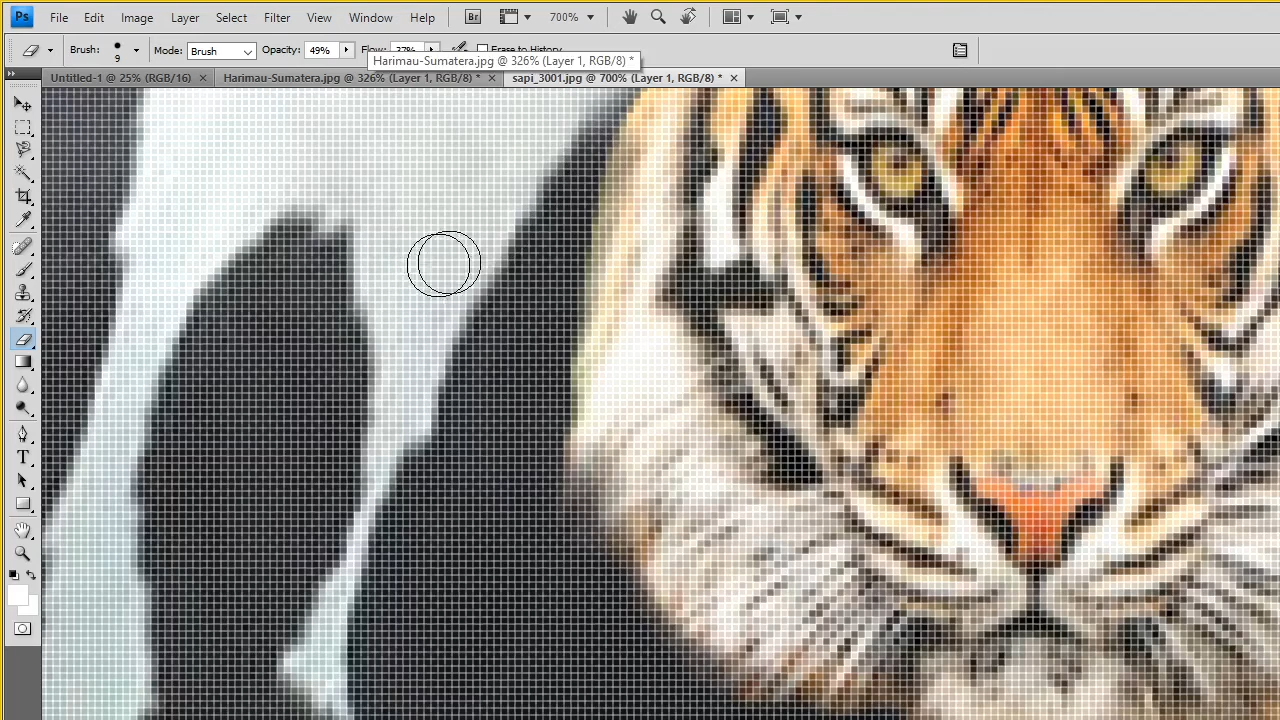 Ps File Edit Image Layer Select Filter View Window Help Br 700%
Brush: 9 Mode: Brush Opacity: 49% Flow: 37% Erase to History
Harimau-Sumatera.jpg @ 326% (Layer 1, RGB/8) *
Untitled-1 @ 25% (RGB/16) × Harimau-Sumatera.jpg @ 326% (Layer 1, RGB/8) * × sapi_3001.jpg @ 700% (Layer 1, RGB/8) * ×
T